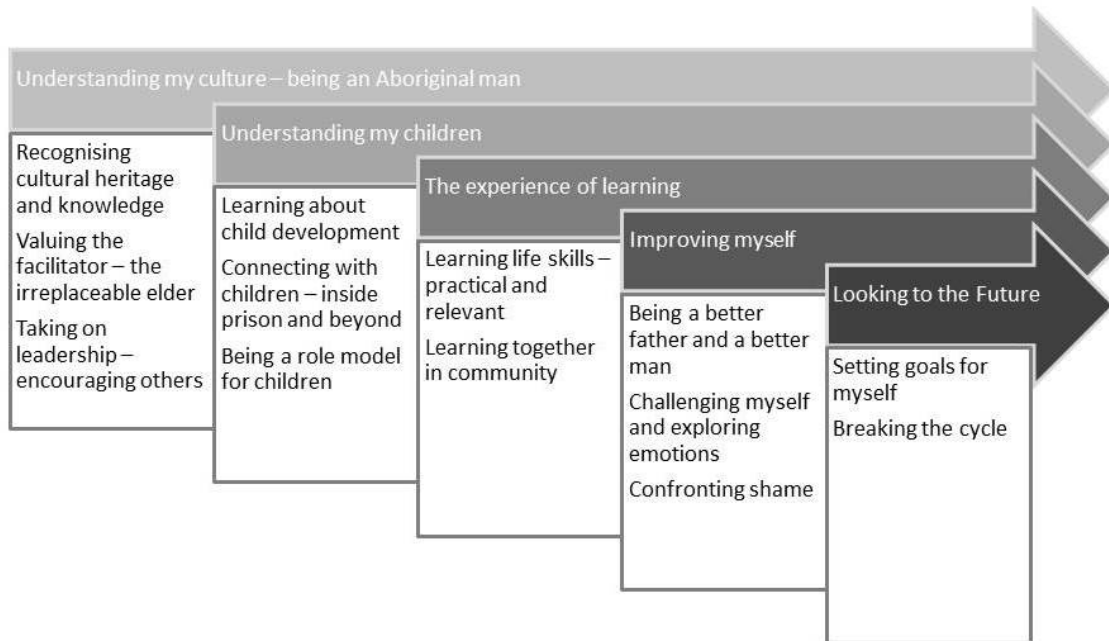 Understanding my culture – being an Aboriginal man
Recognising
cultural heritage
and knowledge
Valuing the
facilitator – the
irreplaceable elder
Taking on
leadership –
encouraging others
Understanding my children
Learning about
child development
Connecting with
children – inside
prison and beyond
Being a role model
for children
The experience of learning
Learning life skills –
practical and
relevant
Learning together
in community
Improving myself
Being a better
father and a better
man
Challenging myself
and exploring
emotions
Confronting shame
Looking to the Future
Setting goals for
myself
Breaking the cycle